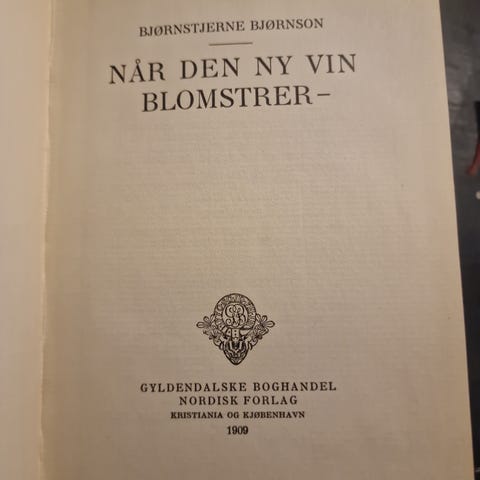 BJØRNSTJERNE BJØRNSON
NÅR DEN NY VIN
BLOMSTRER–
GYLDENDALSKE BOGHANDEL
NORDISK FORLAG
KRISTIANIA OG KJØBENHAVN
1909